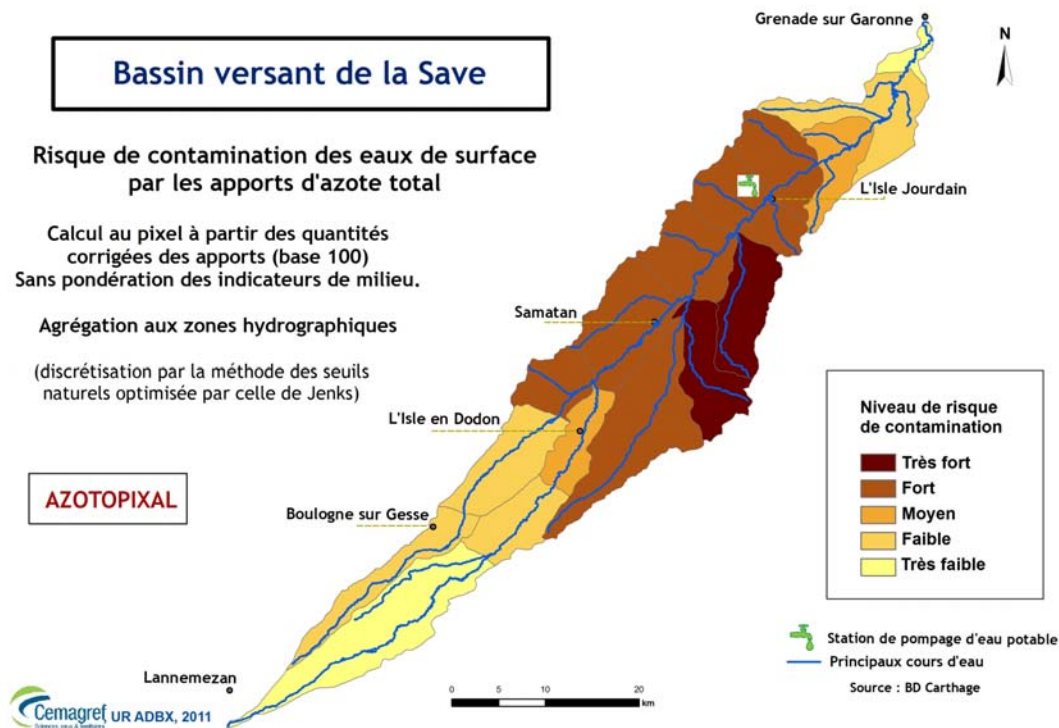 Grenade sur Garonne
N
Bassin versant de la Save
Risque de contamination des eaux de surface
par les apports d'azote total
L'Isle Jourdain
Calcul au pixel à partir des quantités
corrigées des apports (base 100)
Sans pondération des indicateurs de milieu.
Samatan
Agrégation aux zones hydrographiques
(discrétisation par la méthode des seuils
naturels optimisée par celle de Jenks)
L'Isle en Dodon
Niveau de risque
de contamination
Très fort
Fort
Moyen
Faible
Très faible
AZOTOPIXAL
Boulogne sur Gesse
Station de pompage d'eau potable
Principaux cours d'eau
Source : BD Carthage
Lannemezan
0 5 10 20
km
Cemagref UR ADBX, 2011